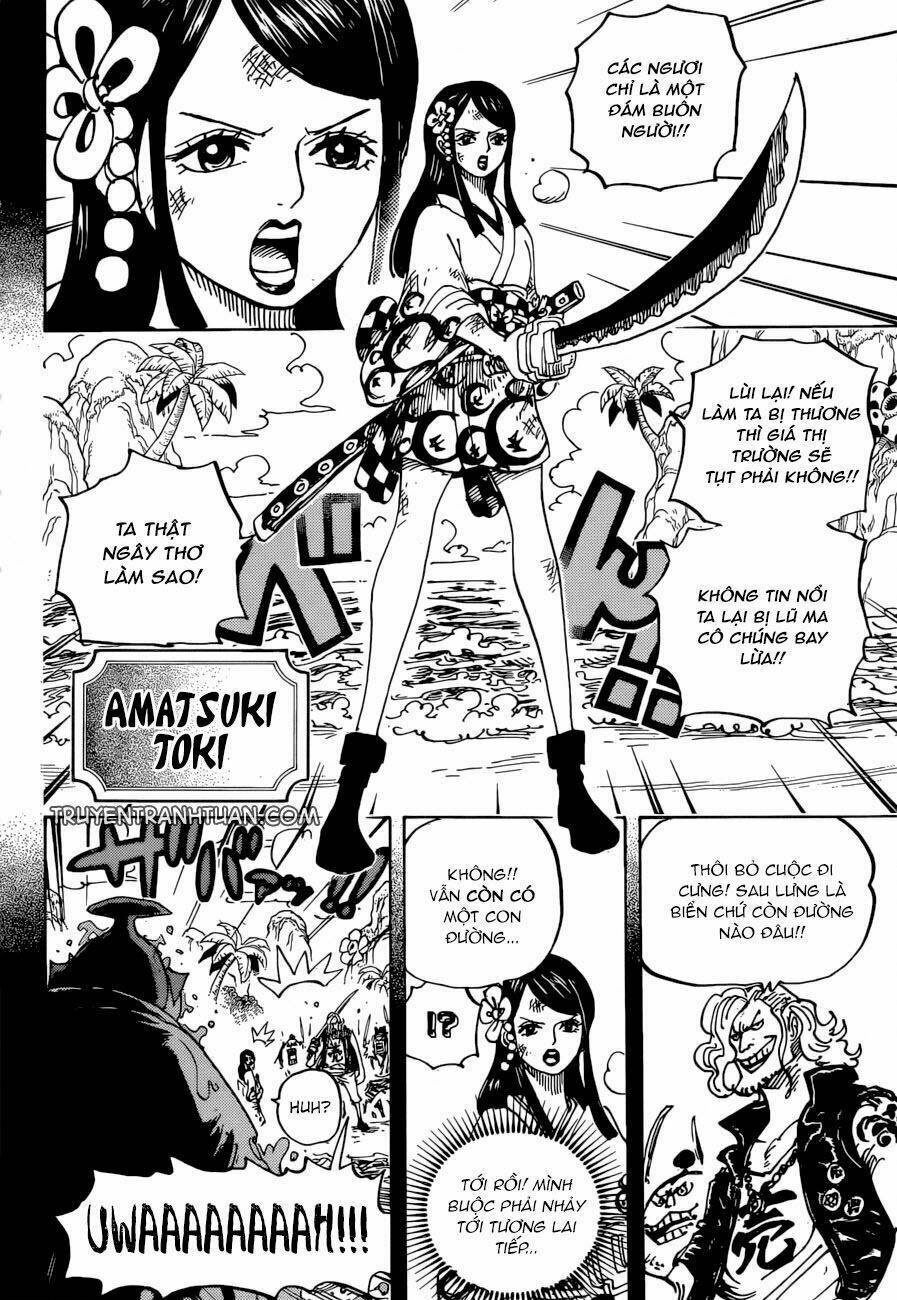 CÁC NGƯƠI
CHỈ LÀ MỘT
ĐÁM BUÔN
NGƯỜI!!
LÙI LẠI! NẾU
LÀM TA BỊ THƯƠNG
THÌ GIÁ THỊ
TRƯỜNG SẼ
TỤT PHẢI KHÔNG!!
KHÔNG TIN NỔI
TA LẠI BỊ LŨ MA
CÔ CHÚNG BAY
LỪA!!
TA THẬT
NGÂY THƠ
LÀM SAO!
AMATSUKI
TOKI
TRUYENTRANHTUAN.COM
THÔI BỎ CUỘC ĐI
CƯNG! SAU LƯNG LÀ
BIỂN CHỨ CÒN ĐƯỜNG
NÀO ĐÂU!!
売
KHÔNG!!
VẪN CÒN CÓ
MỘT CON
ĐƯỜNG...
!?
TỚI RỒI! MÌNH
BUỘC PHẢI NHẢY
TỚI TƯƠNG LAI
TIẾP...
HUH?
UWAAAAAAAAAH!!!